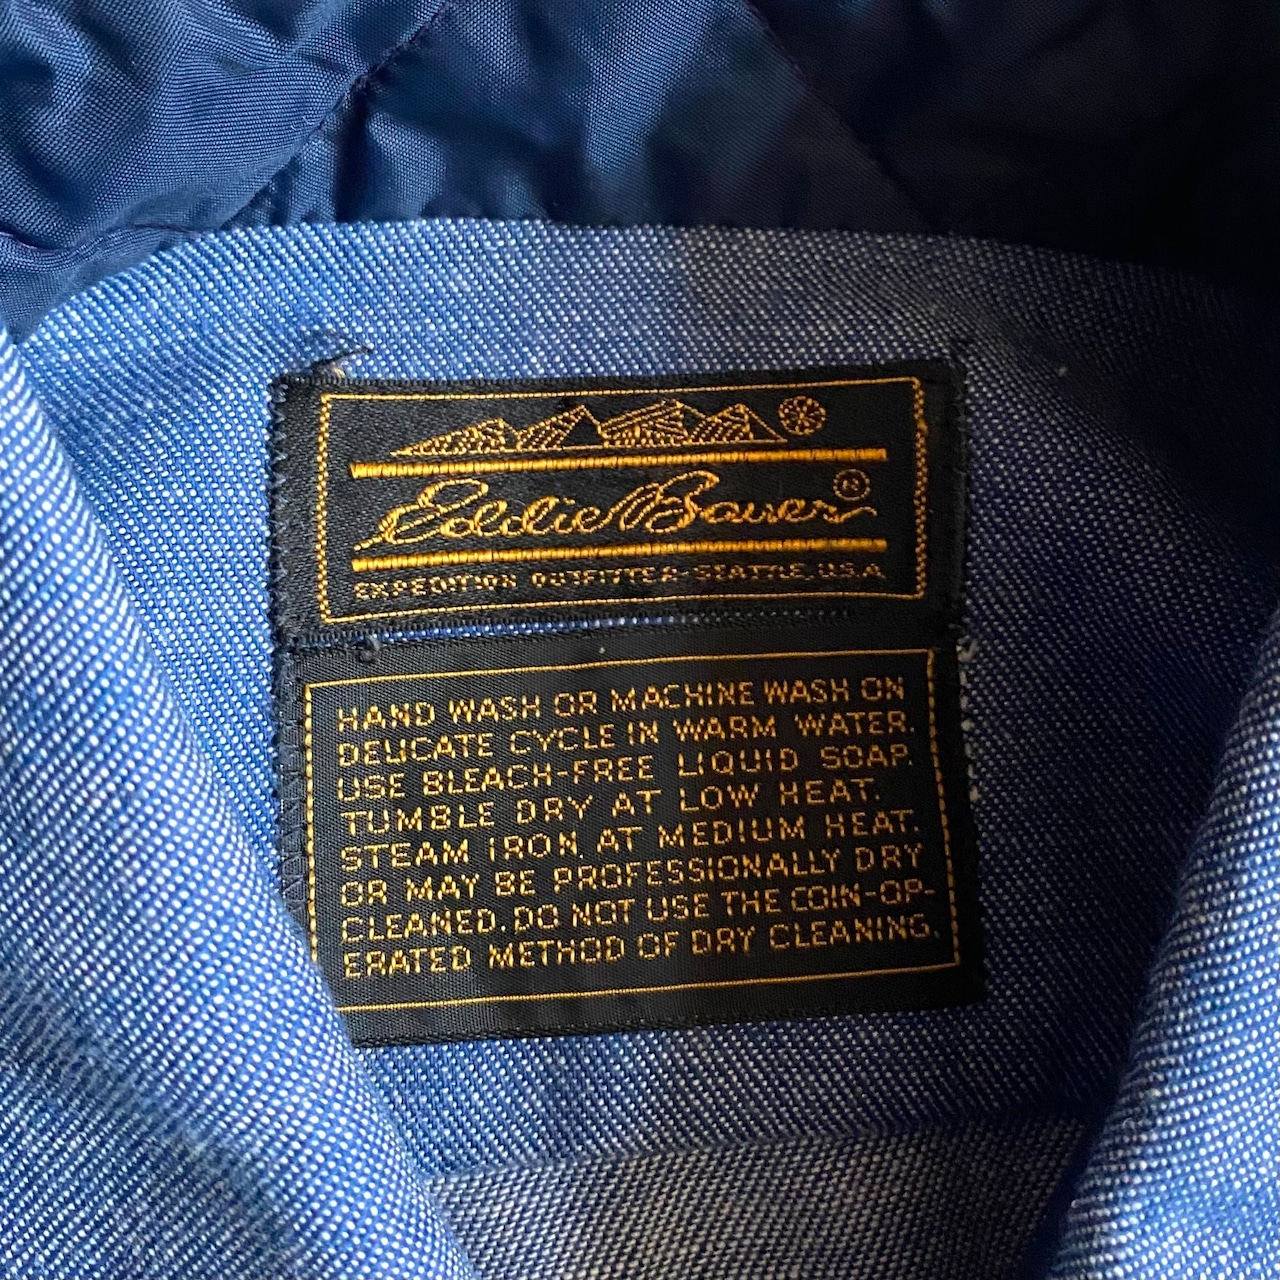 Eddie Bauer®
EXPEDITION OUTFITTER-SEATTLE, U.S.A
HAND WASH OR MACHINE WASH ON
DELICATE CYCLE IN WARM WATER.
USE BLEACH-FREE LIQUID SOAP.
TUMBLE DRY AT LOW HEAT.
STEAM IRON AT MEDIUM HEAT.
OR MAY BE PROFESSIONALLY DRY
CLEANED. DO NOT USE THE COIN-OP-
ERATED METHOD OF DRY CLEANING.